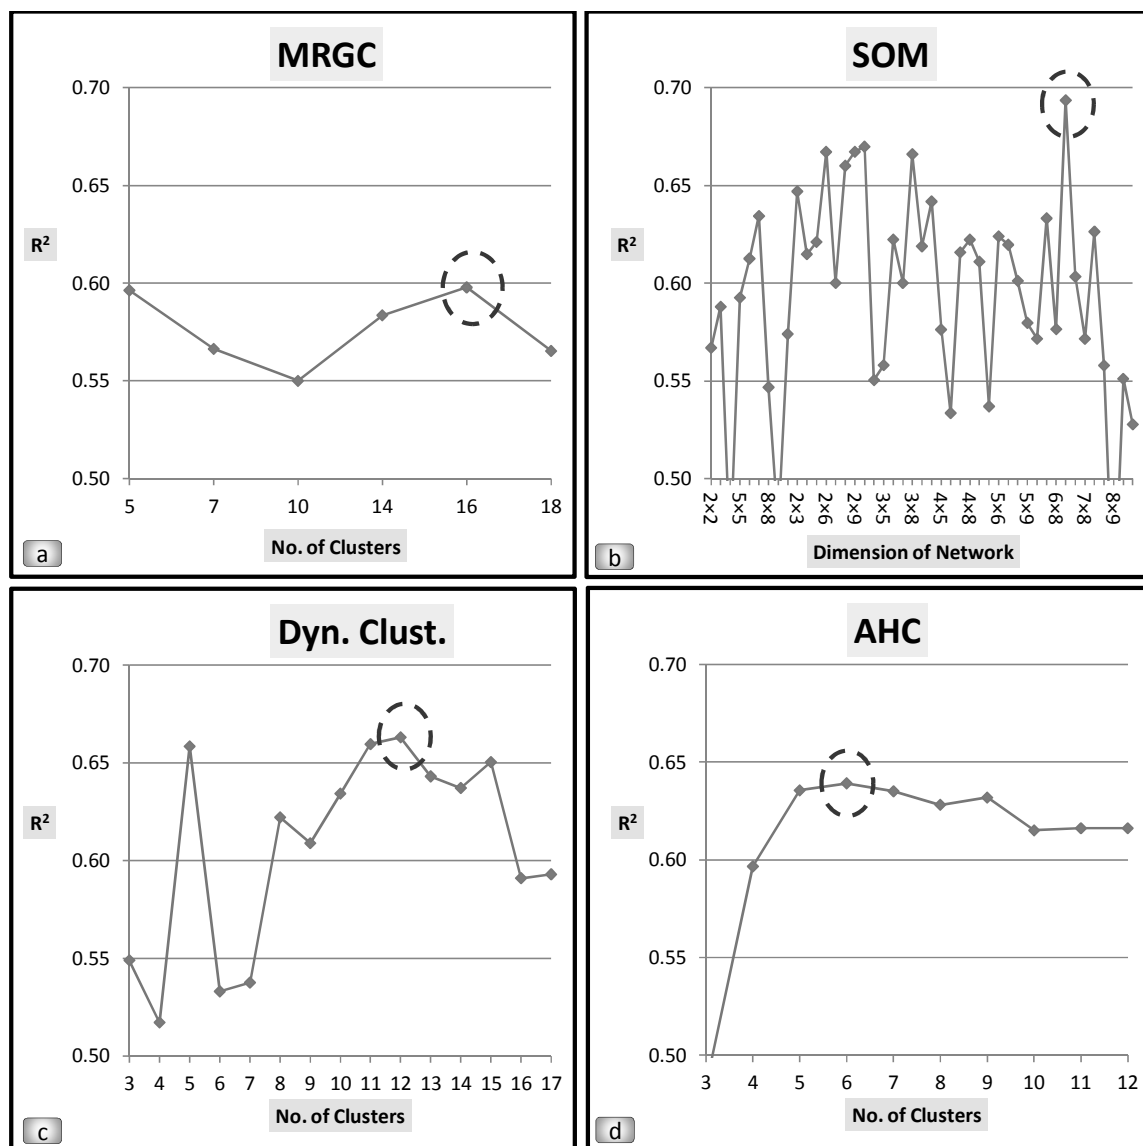 MRGC
0.70
0.65
R²
0.60
0.55
0.50
5 7 10 14 16 18
No. of Clusters
a
SOM
0.70
0.65
R²
0.60
0.55
0.50
2×2 5×5 8×8 2×3 2×6 2×9 3×5 3×8 4×5 4×8 5×6 5×9 6×8 7×8 8×9
Dimension of Network
b
Dyn. Clust.
0.70
0.65
R²
0.60
0.55
0.50
3 4 5 6 7 8 9 10 11 12 13 14 15 16 17
No. of Clusters
c
AHC
0.70
0.65
R²
0.60
0.55
0.50
3 4 5 6 7 8 9 10 11 12
No. of Clusters
d